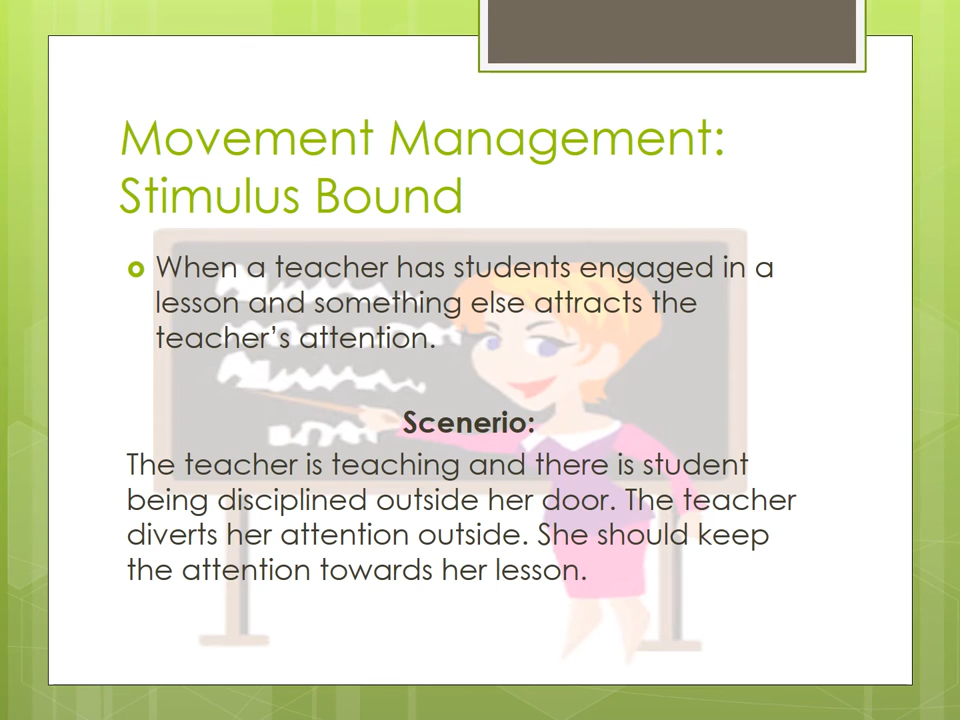 Movement Management:
Stimulus Bound
When a teacher has students engaged in a
lesson and something else attracts the
teacher's attention.
Scenerio:
The teacher is teaching and there is student
being disciplined outside her door. The teacher
diverts her attention outside. She should keep
the attention towards her lesson.